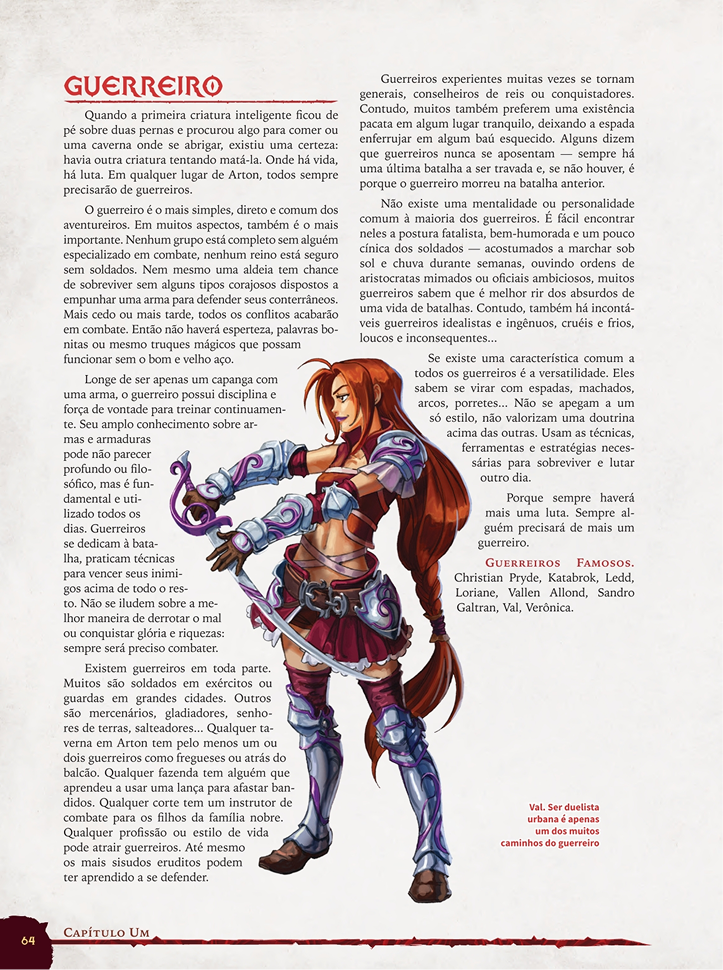 GUERREIRO
Quando a primeira criatura inteligente ficou de
pé sobre duas pernas e procurou algo para comer ou
uma caverna onde se abrigar, existiu uma certeza:
havia outra criatura tentando matá-la. Onde há vida,
há luta. Em qualquer lugar de Arton, todos sempre
precisarão de guerreiros.
O guerreiro é o mais simples, direto e comum dos
aventureiros. Em muitos aspectos, também é o mais
importante. Nenhum grupo está completo sem alguém
especializado em combate, nenhum reino está seguro
sem soldados. Nem mesmo uma aldeia tem chance
de sobreviver sem alguns tipos corajosos dispostos a
empunhar uma arma para defender seus conterrâneos.
Mais cedo ou mais tarde, todos os conflitos acabarão
em combate. Então não haverá esperteza, palavras bo-
nitas ou mesmo truques mágicos que possam
funcionar sem o bom e velho aço.
Longe de ser apenas um capanga com
uma arma, o guerreiro possui disciplina e
força de vontade para treinar continuamen-
te. Seu amplo conhecimento sobre ar-
mas e armaduras
pode não parecer
profundo ou filo-
sófico, mas é fun-
damental e uti-
lizado todos os
dias. Guerreiros
se dedicam à bata-
lha, praticam técnicas
para vencer seus inimi-
gos acima de todo o res-
to. Não se iludem sobre a me-
lhor maneira de derrotar o mal
ou conquistar glória e riquezas:
sempre será preciso combater.
Existem guerreiros em toda parte.
Muitos são soldados em exércitos ou
guardas em grandes cidades. Outros
são mercenários, gladiadores, senho-
res de terras, salteadores... Qualquer ta-
verna em Arton tem pelo menos um ou
dois guerreiros como fregueses ou atrás do
balcão. Qualquer fazenda tem alguém que
aprendeu a usar uma lança para afastar ban-
didos. Qualquer corte tem um instrutor de
combate para os filhos da família nobre.
Qualquer profissão ou estilo de vida
pode atrair guerreiros. Até mesmo
os mais sisudos eruditos podem
ter aprendido a se defender.
Guerreiros experientes muitas vezes se tornam
generais, conselheiros de reis ou conquistadores.
Contudo, muitos também preferem uma existência
pacata em algum lugar tranquilo, deixando a espada
enferrujar em algum baú esquecido. Alguns dizem
que guerreiros nunca se aposentam — sempre há
uma última batalha a ser travada e, se não houver, é
porque o guerreiro morreu na batalha anterior.
Não existe uma mentalidade ou personalidade
comum à maioria dos guerreiros. É fácil encontrar
neles a postura fatalista, bem-humorada e um pouco
cínica dos soldados — acostumados a marchar sob
sol e chuva durante semanas, ouvindo ordens de
aristocratas mimados ou oficiais ambiciosos, muitos
guerreiros sabem que é melhor rir dos absurdos de
uma vida de batalhas. Contudo, também há incontá-
veis guerreiros idealistas e ingênuos, cruéis e frios,
loucos e inconsequentes...
Se existe uma característica comum a
todos os guerreiros é a versatilidade. Eles
sabem se virar com espadas, machados,
arcos, porretes... Não se apegam a um
só estilo, não valorizam uma doutrina
acima das outras. Usam as técnicas,
ferramentas e estratégias neces-
sárias para sobreviver e lutar
outro dia.
Porque sempre haverá
mais uma luta. Sempre al-
guém precisará de mais um
guerreiro.
Guerreiros Famosos.
Christian Pryde, Katabrok, Ledd,
Loriane, Vallen Allond, Sandro
Galtran, Val, Verônica.
Val. Ser duelista
urbana é apenas
um dos muitos
caminhos do guerreiro
64
Capítulo Um